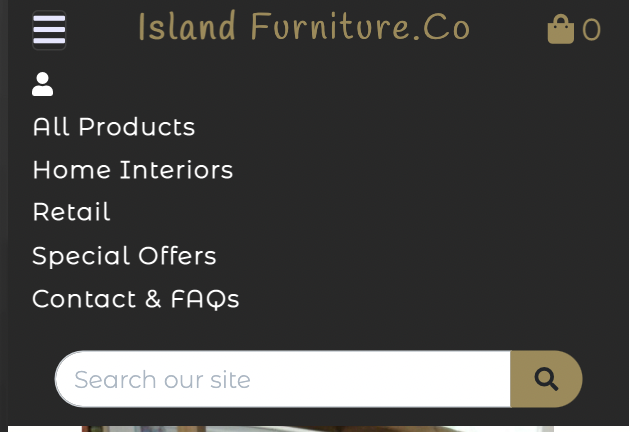 Island Furniture.Co
0
All Products
Home Interiors
Retail
Special Offers
Contact & FAQs
Search our site